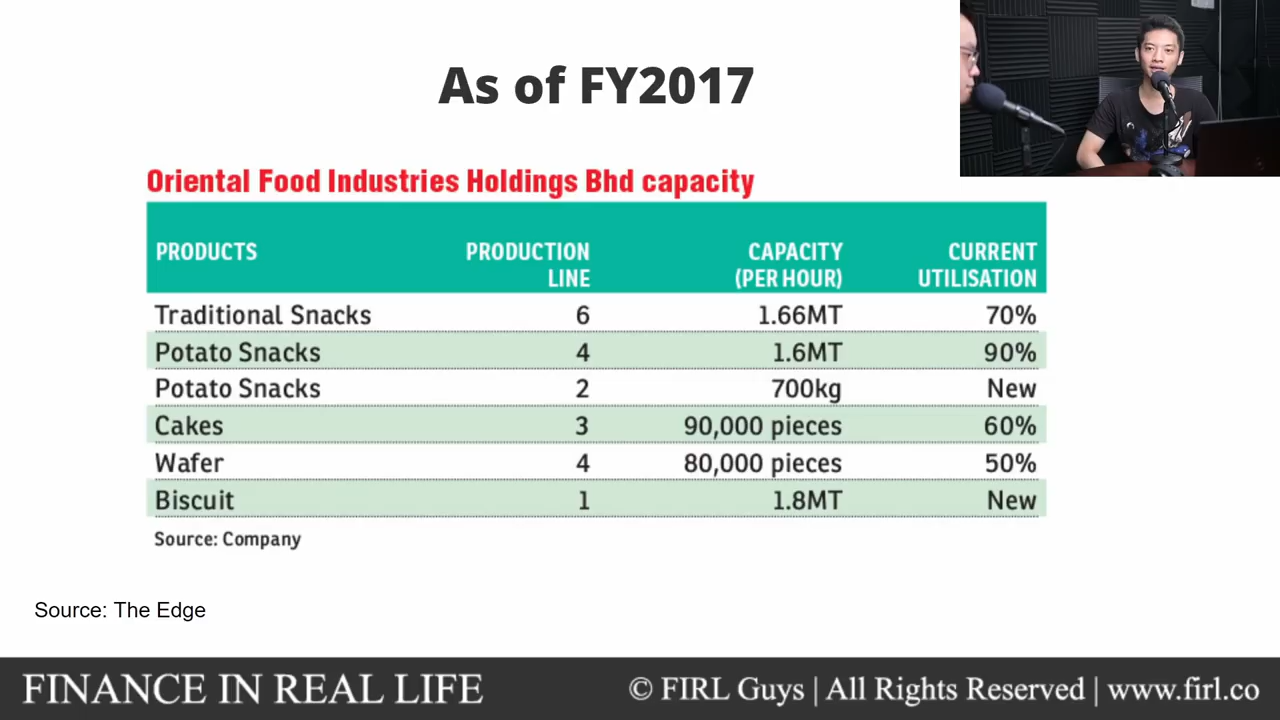 As of FY2017
Oriental Food Industries Holdings Bhd capacity
PRODUCTS PRODUCTION LINE CAPACITY (PER HOUR) CURRENT UTILISATION
Traditional Snacks 6 1.66MT 70%
Potato Snacks 4 1.6MT 90%
Potato Snacks 2 700kg New
Cakes 3 90,000 pieces 60%
Wafer 4 80,000 pieces 50%
Biscuit 1 1.8MT New
Source: Company
Source: The Edge
FINANCE IN REAL LIFE © FIRL Guys | All Rights Reserved | www.firl.co